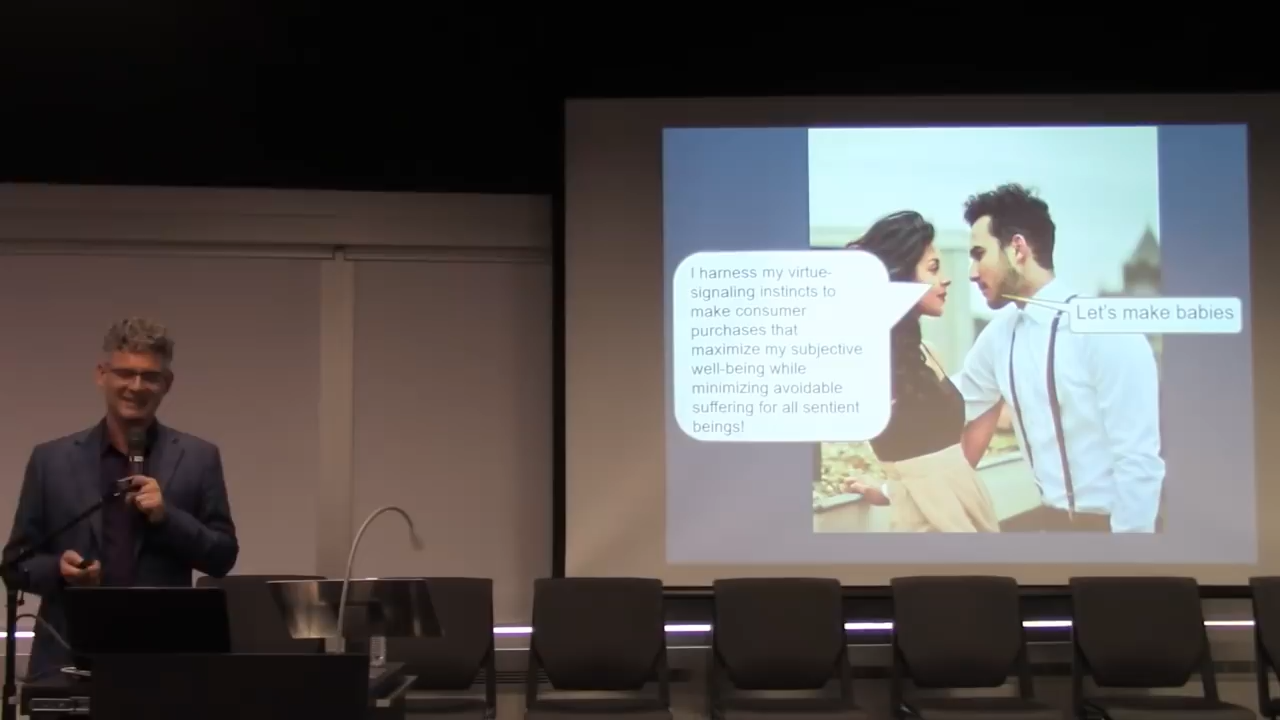 I harness my virtue-
signaling instincts to
make consumer
purchases that
maximize my subjective
well-being while
minimizing avoidable
suffering for all sentient
beings!
Let's make babies